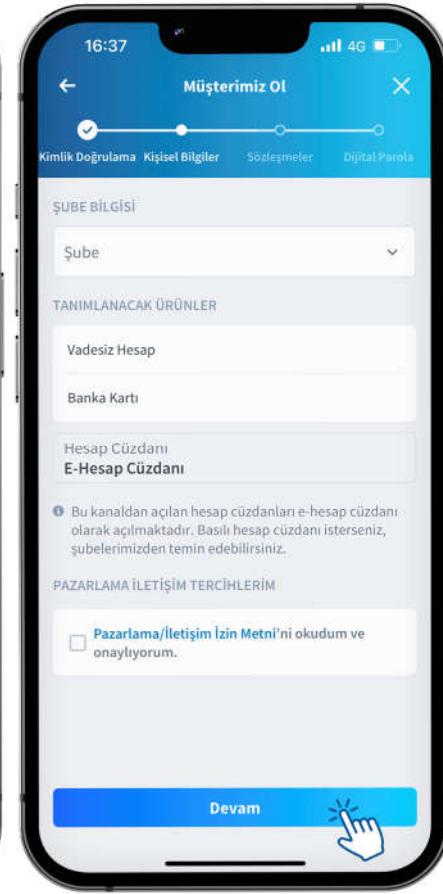 16:37
4G
Müşterimiz Ol
Kimlik Doğrulama Kişisel Bilgiler Sözleşmeler Dijital Parola
ŞUBE BİLGİSİ
Şube
TANIMLANACAK ÜRÜNLER
Vadesiz Hesap
Banka Kartı
Hesap Cüzdanı
E-Hesap Cüzdanı
Bu kanaldan açılan hesap cüzdanları e-hesap cüzdanı
olarak açılmaktadır. Basılı hesap cüzdanı isterseniz,
şubelerimizden temin edebilirsiniz.
PAZARLAMA İLETİŞİM TERCİHLERİM
Pazarlama/İletişim İzin Metni'ni okudum ve
onaylıyorum.
Devam